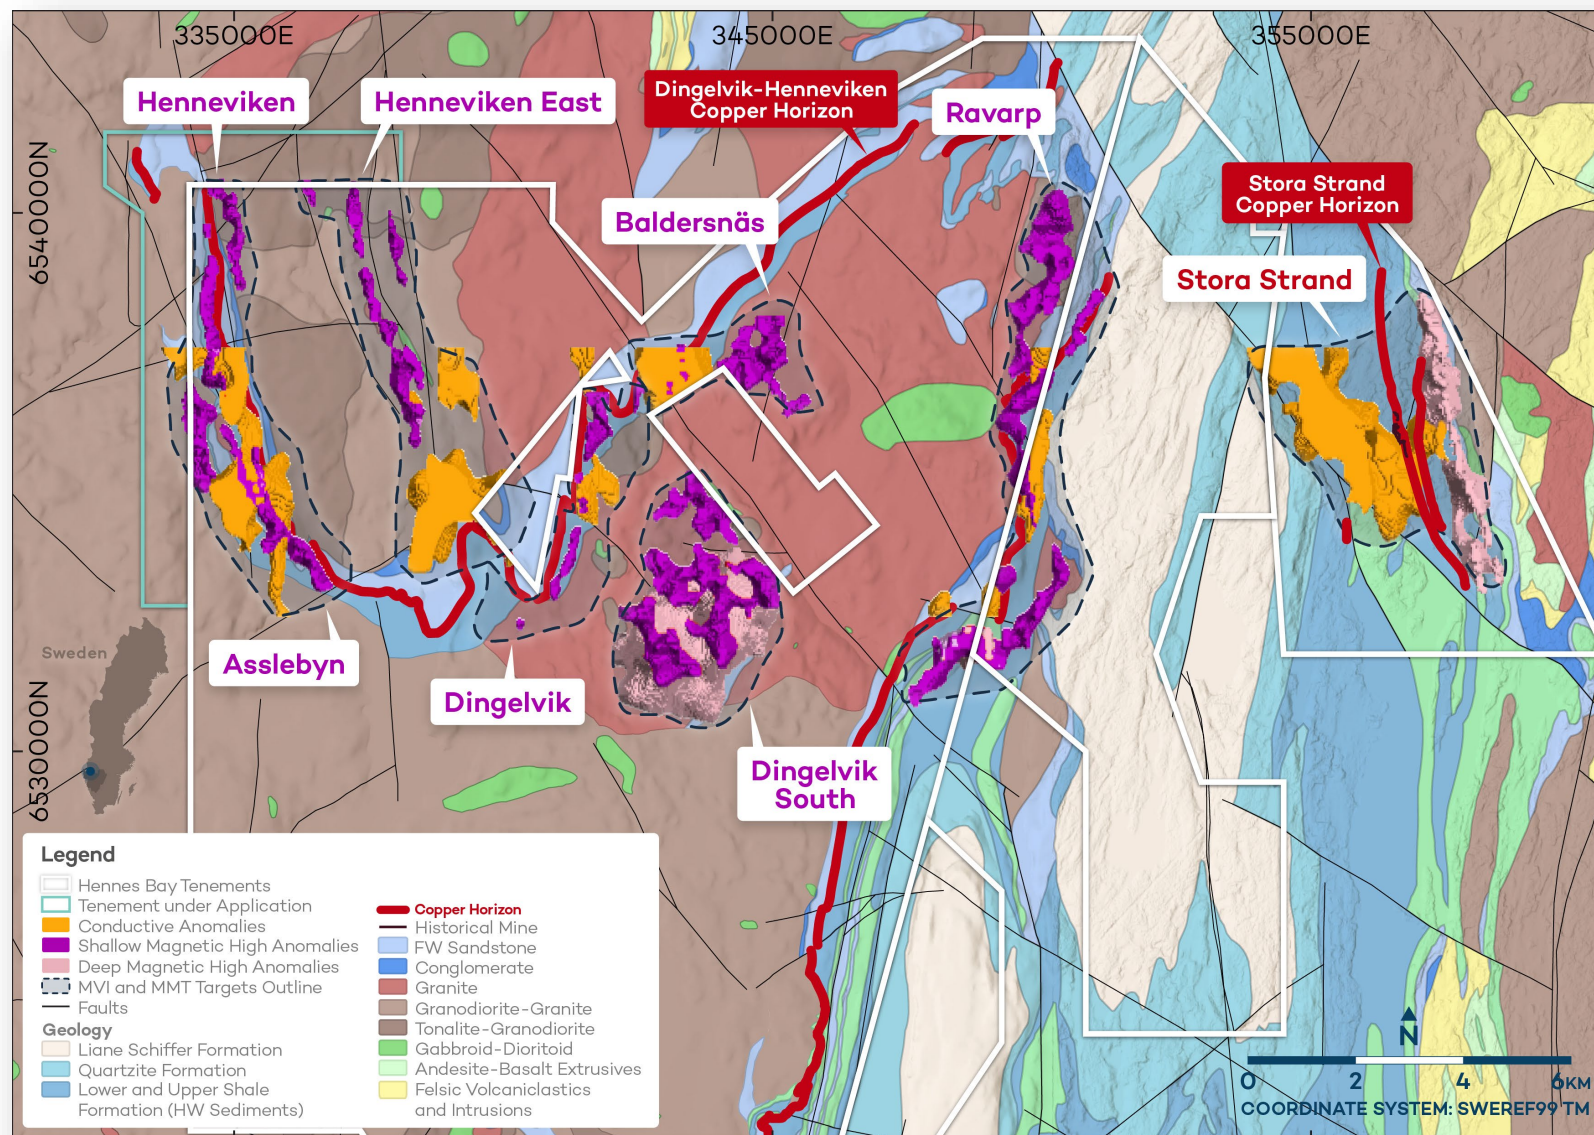 335000E
345000E
355000E
Henneviken
Henneviken East
Dingelvik-Henneviken
Copper Horizon
Ravarp
6540000N
Stora Strand
Copper Horizon
Baldersnäs
Stora Strand
Sweden
Asslebyn
Dingelvik
6530000N
Dingelvik
South
Legend
Hennes Bay Tenements
Tenement under Application
Conductive Anomalies
Shallow Magnetic High Anomalies
Deep Magnetic High Anomalies
MVI and MMT Targets Outline
Faults
Geology
Liane Schiffer Formation
Quartzite Formation
Lower and Upper Shale
Formation (HW Sediments)
Copper Horizon
Historical Mine
FW Sandstone
Conglomerate
Granite
Granodiorite-Granite
Tonalite-Granodiorite
Gabbroid-Dioritoid
Andesite-Basalt Extrusives
Felsic Volcaniclastics
and Intrusions
N
0 2 4 6KM
COORDINATE SYSTEM: SWEREF99 TM